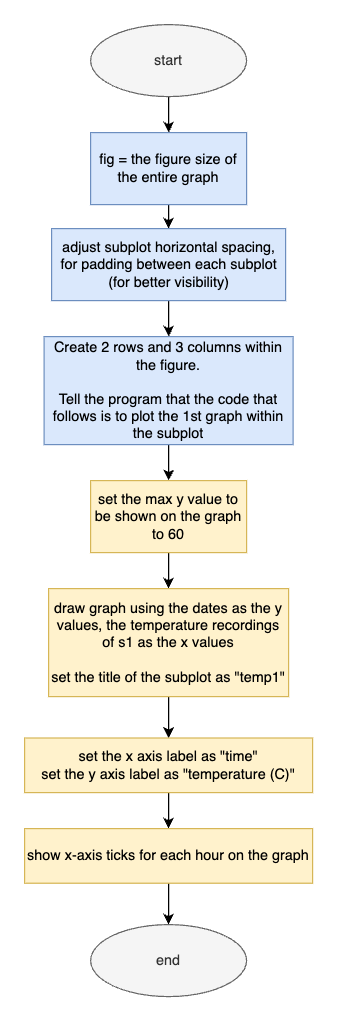 start
fig = the figure size of
the entire graph
adjust subplot horizontal spacing,
for padding between each subplot
(for better visibility)
Create 2 rows and 3 columns within
the figure.
Tell the program that the code that
follows is to plot the 1st graph within
the subplot
set the max y value to
be shown on the graph
to 60
draw graph using the dates as the y
values, the temperature recordings
of s1 as the x values
set the title of the subplot as "temp1"
set the x axis label as "time"
set the y axis label as "temperature (C)"
show x-axis ticks for each hour on the graph
end